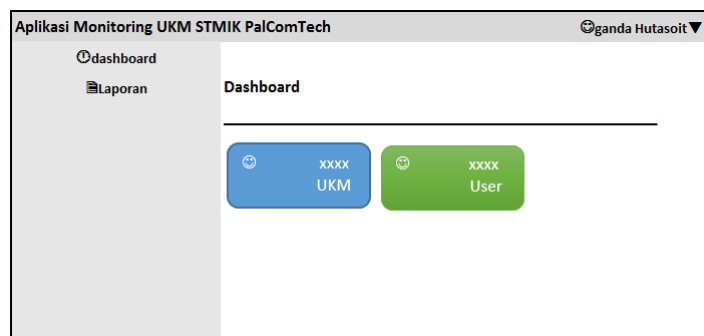 Aplikasi Monitoring UKM STMIK PalComTech
ganda Hutasoit
dashboard
Laporan
Dashboard
xxxx
UKM
xxxx
User